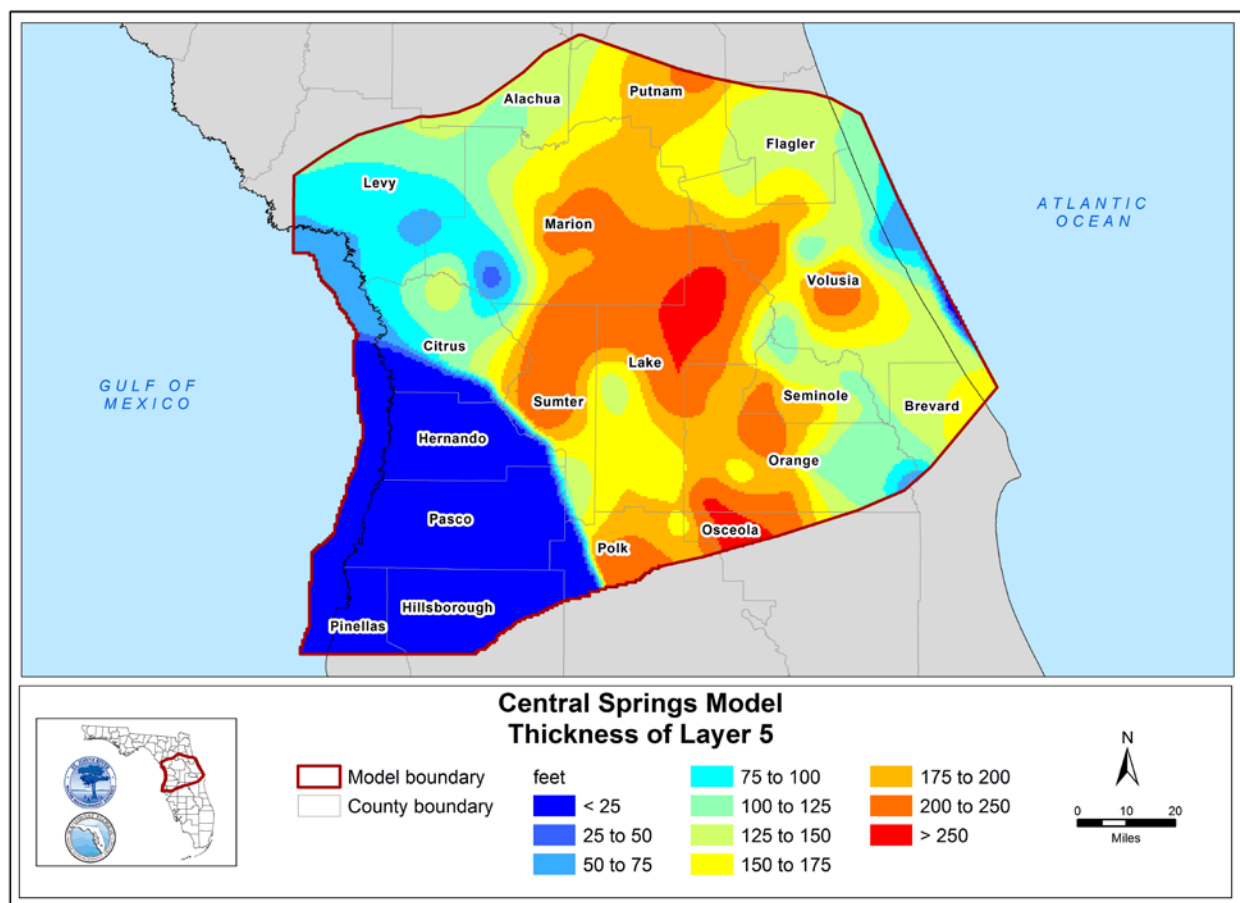 Alachua
Putnam
Flagler
Levy
Marion
ATLANTIC
OCEAN
Volusia
Citrus
Lake
GULF OF
MEXICO
Sumter
Seminole
Brevard
Hernando
Orange
Pasco
Osceola
Polk
Hillsborough
Pinellas
Central Springs Model
Thickness of Layer 5
Model boundary
County boundary
feet
< 25
25 to 50
50 to 75
75 to 100
100 to 125
125 to 150
150 to 175
175 to 200
200 to 250
> 250
N
0 10 20
Miles